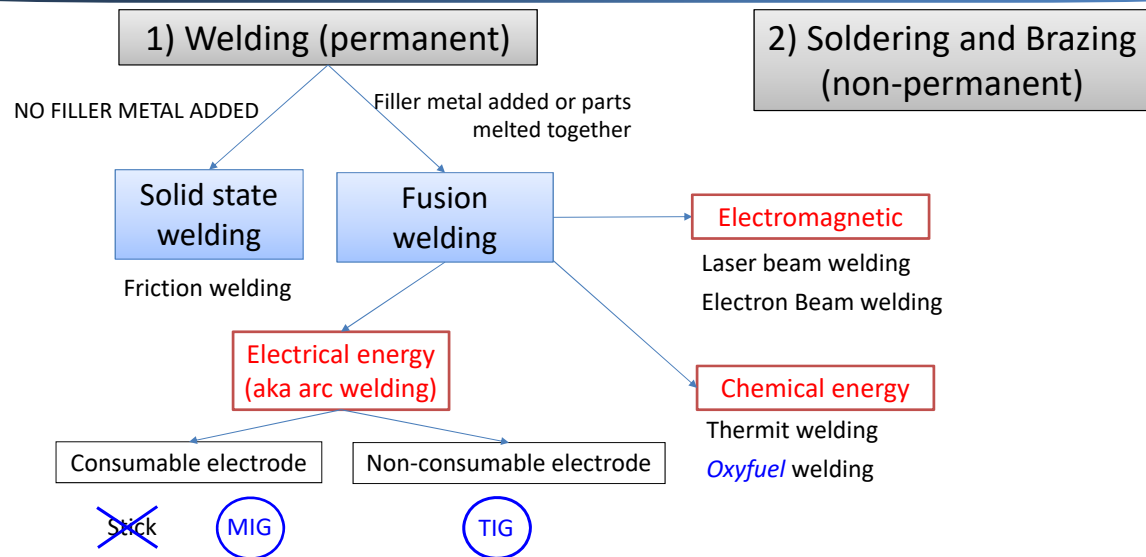 1) Welding (permanent)
2) Soldering and Brazing
(non-permanent)
NO FILLER METAL ADDED
Filler metal added or parts
melted together
Solid state
welding
Fusion
welding
Electromagnetic
Laser beam welding
Electron Beam welding
Friction welding
Electrical energy
(aka arc welding)
Chemical energy
Thermit welding
Oxyfuel welding
Consumable electrode
Non-consumable electrode
Stick
MIG
TIG